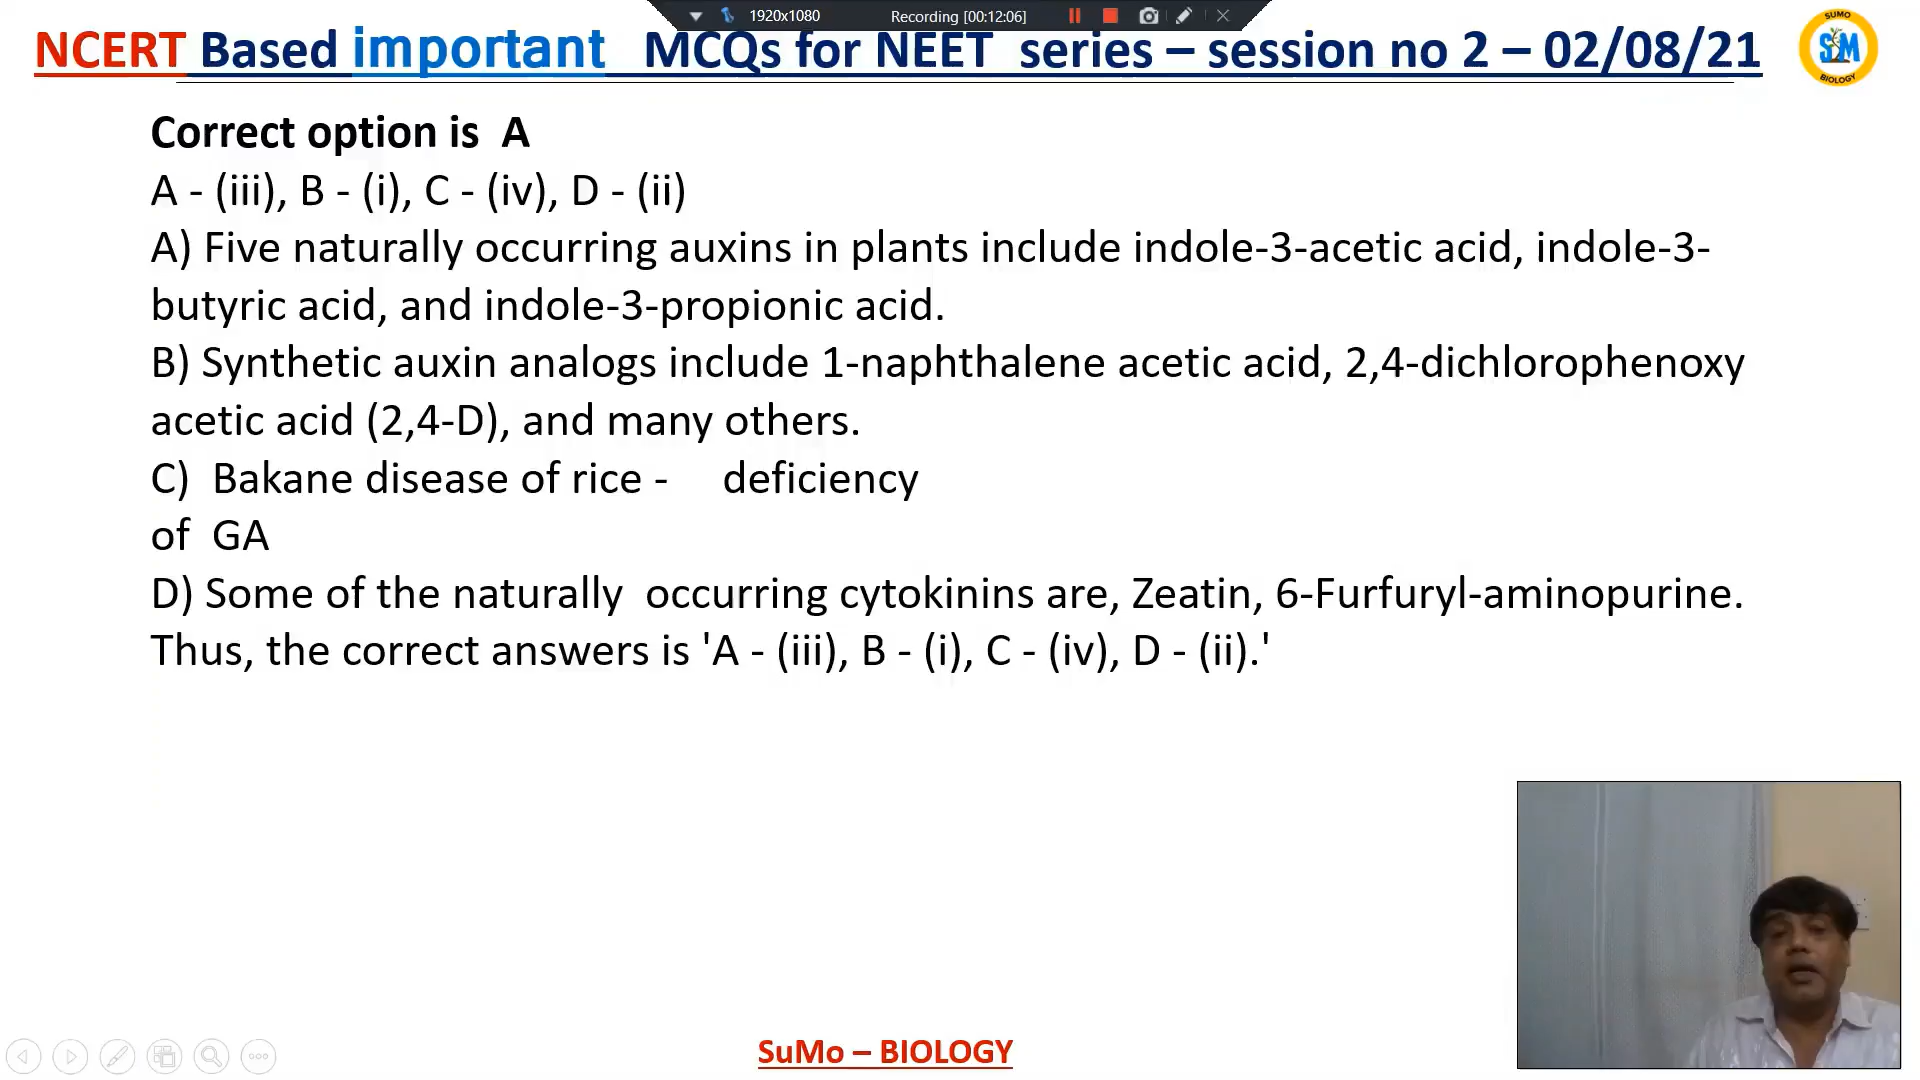 1920x1080 Recording [00:12:06]
NCERT Based important MCQs for NEET series – session no 2 – 02/08/21
SUMO
SM
BIOLOGY
Correct option is A
A - (iii), B - (i), C - (iv), D - (ii)
A) Five naturally occurring auxins in plants include indole-3-acetic acid, indole-3-
butyric acid, and indole-3-propionic acid.
B) Synthetic auxin analogs include 1-naphthalene acetic acid, 2,4-dichlorophenoxy
acetic acid (2,4-D), and many others.
C) Bakane disease of rice - deficiency
of GA
D) Some of the naturally occurring cytokinins are, Zeatin, 6-Furfuryl-aminopurine.
Thus, the correct answers is 'A - (iii), B - (i), C - (iv), D - (ii).'
SuMo – BIOLOGY